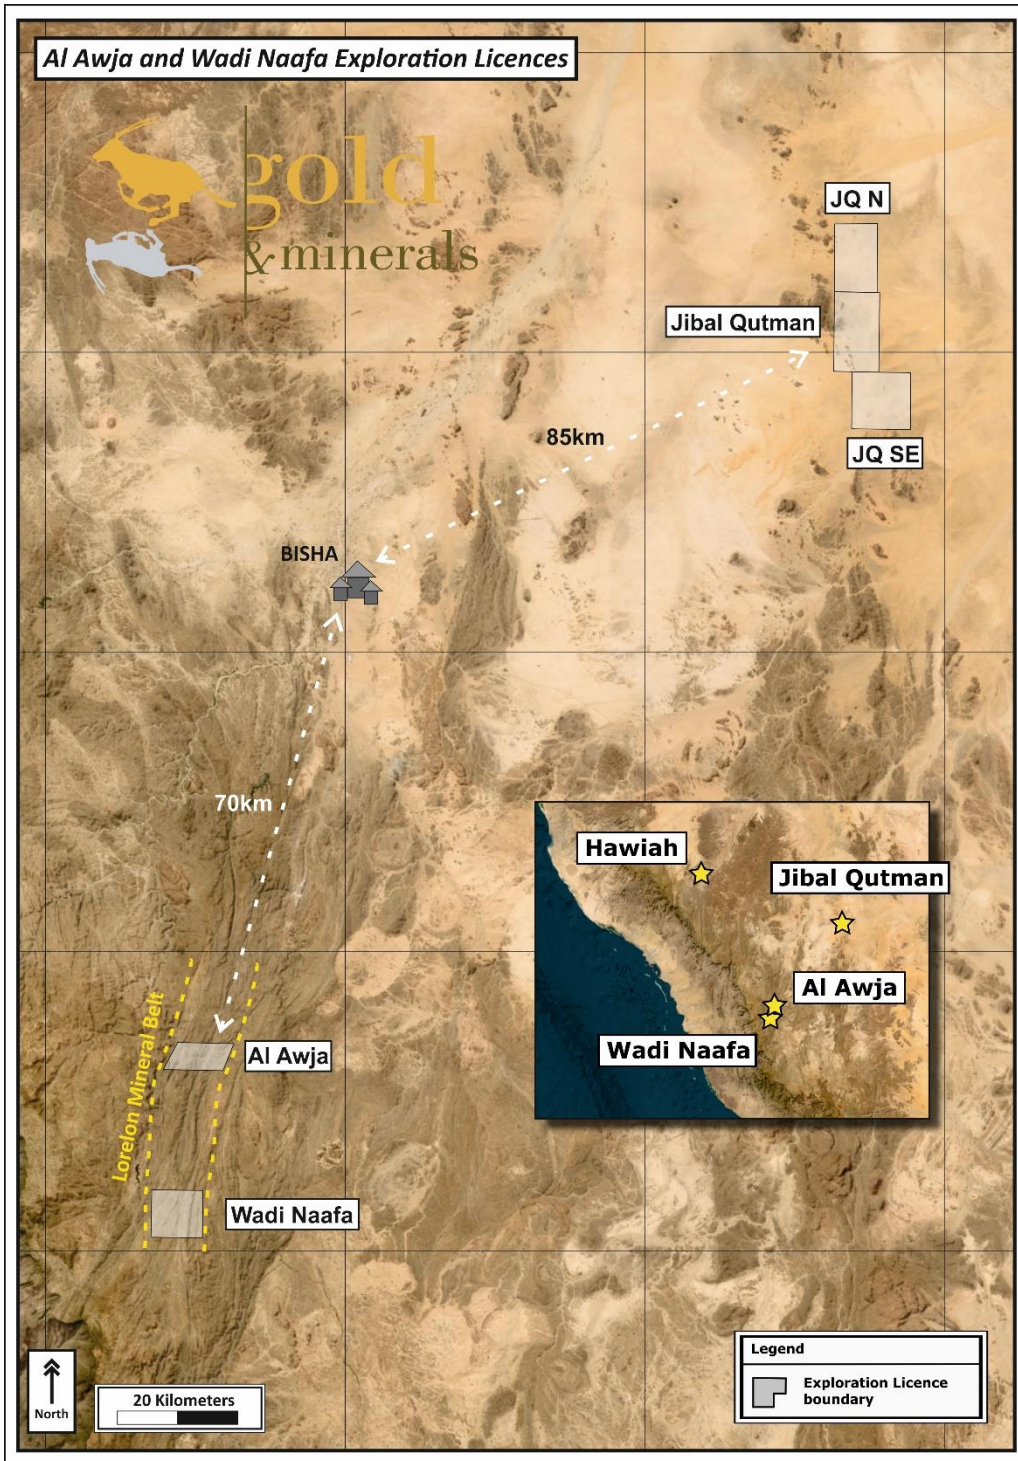 Al Awja and Wadi Naafa Exploration Licences
gold
&minerals
JQ N
Jibal Qutman
85km
JQ SE
BISHA
70km
Hawiah
Jibal Qutman
Al Awja
Wadi Naafa
Lorelon Mineral Belt
Al Awja
Wadi Naafa
Legend
Exploration Licence
boundary
North
20 Kilometers